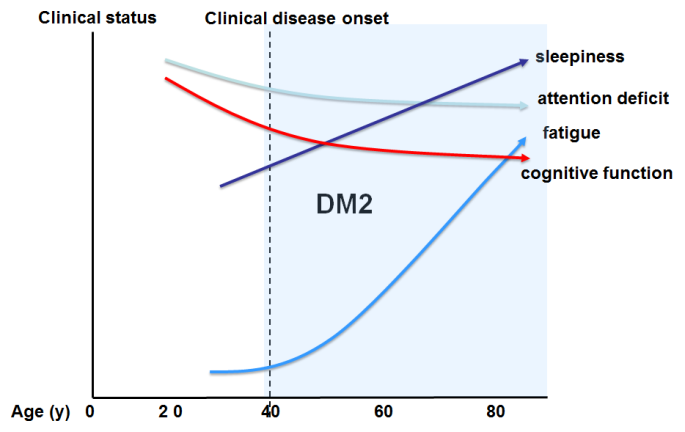 Clinical status
Clinical disease onset
sleepiness
attention deficit
fatigue
cognitive function
DM2
Age (y) 0 2 0 40 60 80